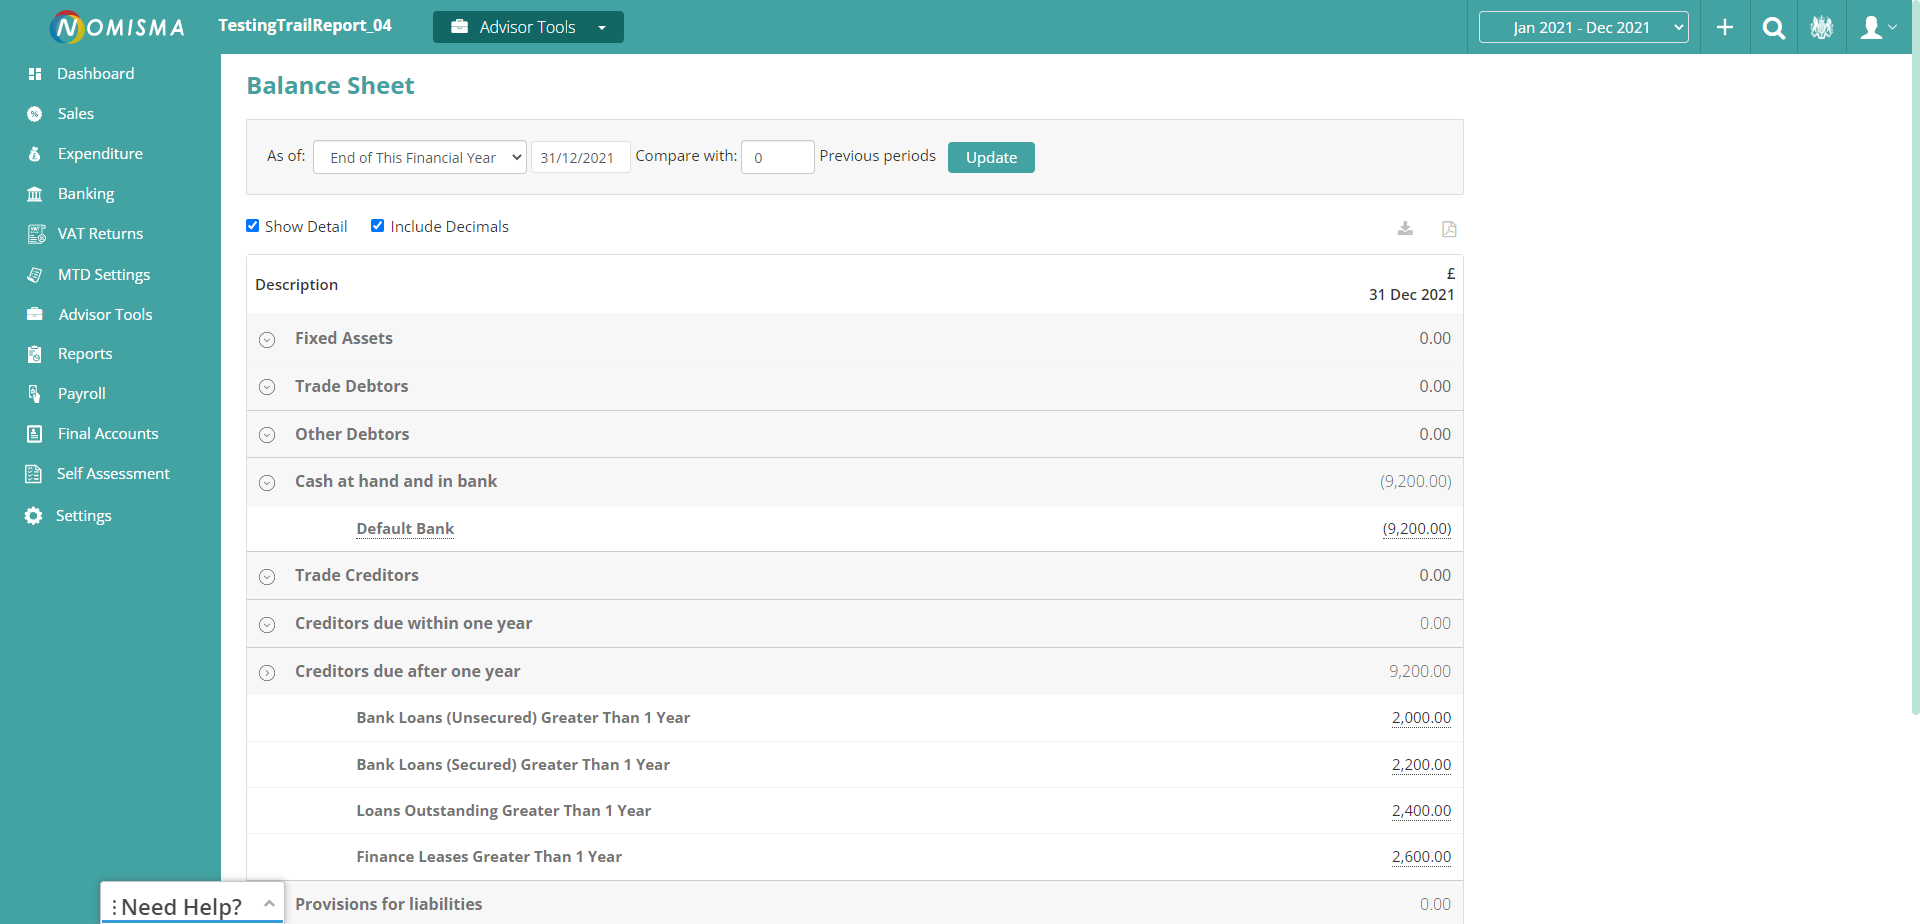 NOMISMA
TestingTrailReport_04
Advisor Tools
Jan 2021 - Dec 2021
Dashboard
Sales
Expenditure
Banking
VAT Returns
MTD Settings
Advisor Tools
Reports
Payroll
Final Accounts
Self Assessment
Settings
Balance Sheet
As of: End of This Financial Year 31/12/2021 Compare with: 0 Previous periods Update
Show Detail Include Decimals
£
Description 31 Dec 2021
Fixed Assets 0.00
Trade Debtors 0.00
Other Debtors 0.00
Cash at hand and in bank (9,200.00)
Default Bank (9,200.00)
Trade Creditors 0.00
Creditors due within one year 0.00
Creditors due after one year 9,200.00
Bank Loans (Unsecured) Greater Than 1 Year 2,000.00
Bank Loans (Secured) Greater Than 1 Year 2,200.00
Loans Outstanding Greater Than 1 Year 2,400.00
Finance Leases Greater Than 1 Year 2,600.00
Provisions for liabilities 0.00
Need Help?